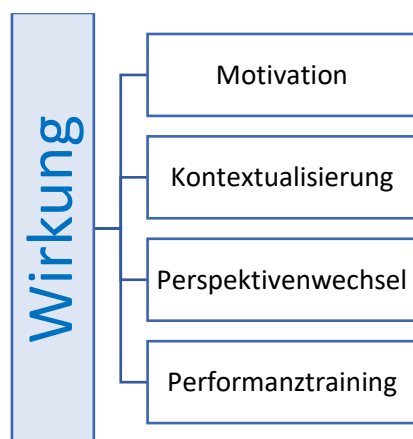 Wirkung
Motivation
Kontextualisierung
Perspektivenwechsel
Performanztraining